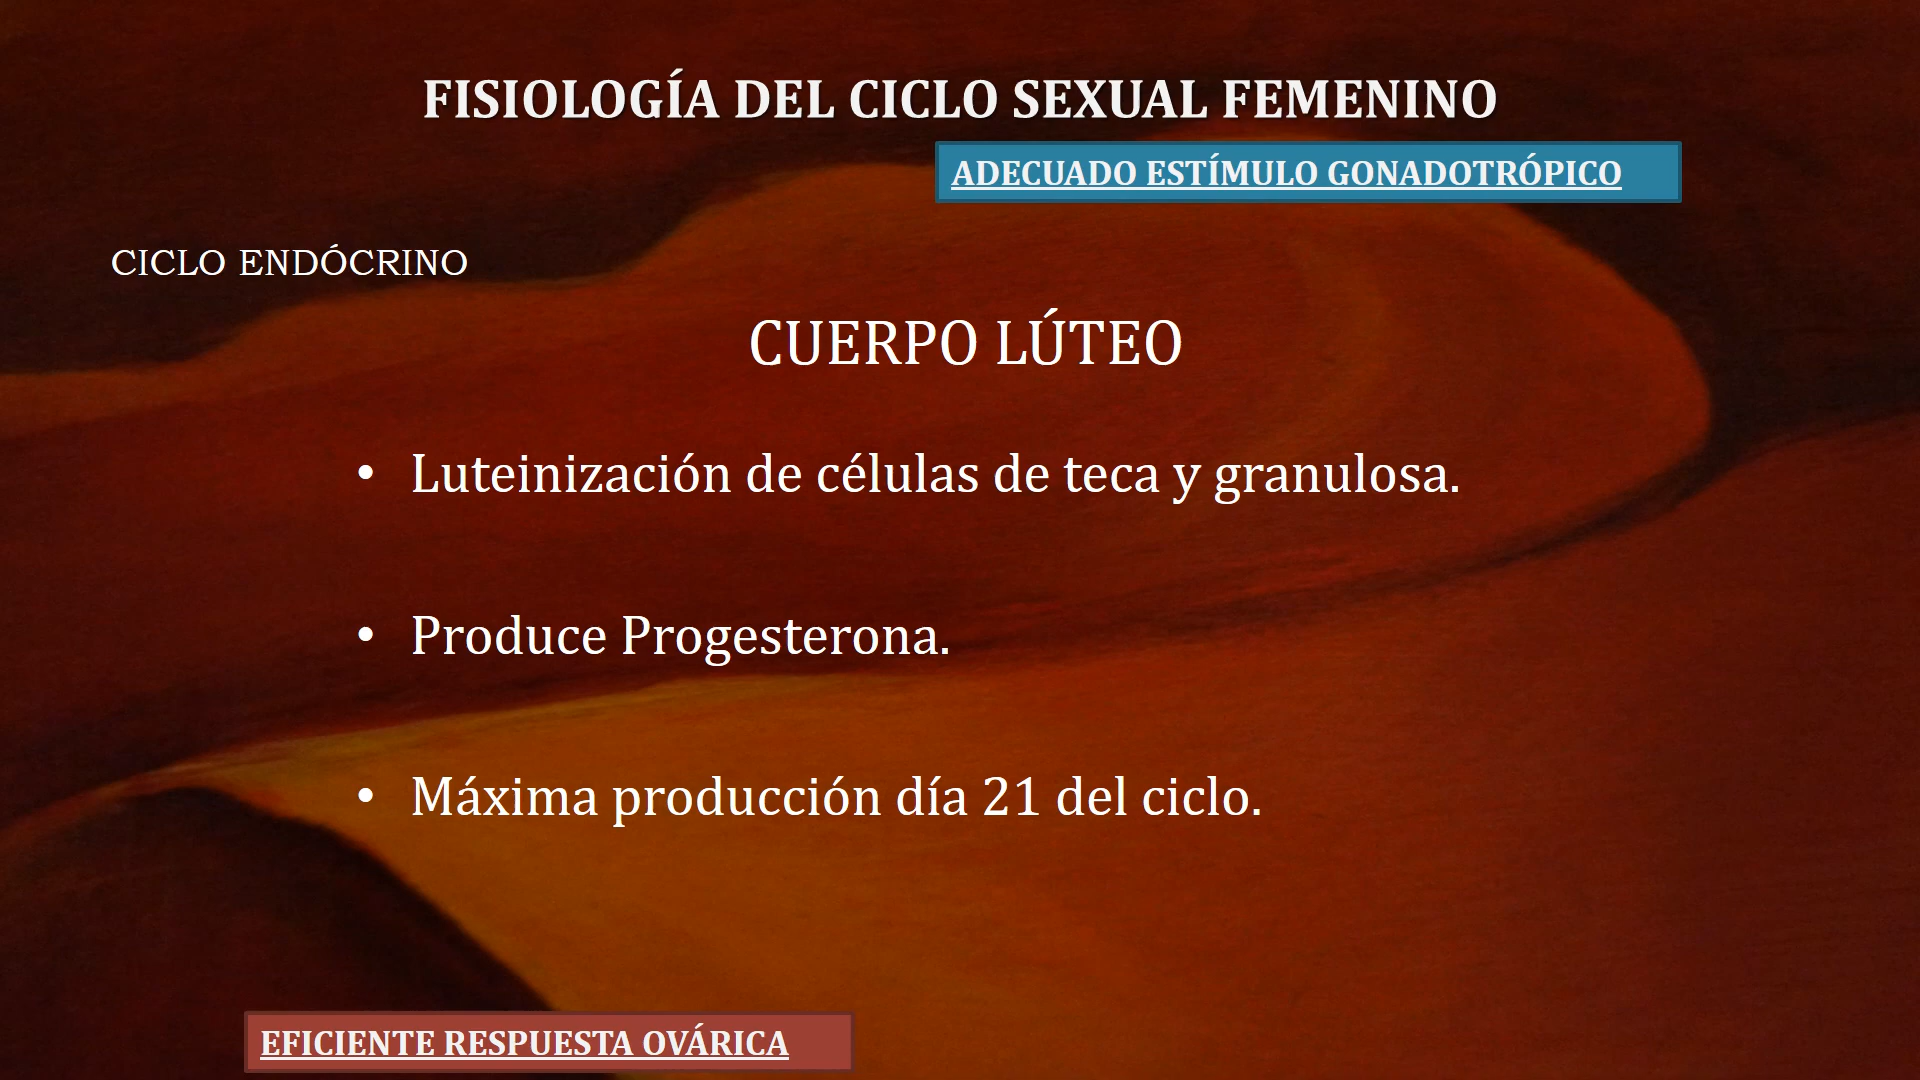 FISIOLOGÍA DEL CICLO SEXUAL FEMENINO
ADECUADO ESTÍMULO GONADOTRÓPICO
CICLO ENDÓCRINO
CUERPO LÚTEO
• Luteinización de células de teca y granulosa.
• Produce Progesterona.
• Máxima producción día 21 del ciclo.
EFICIENTE RESPUESTA OVÁRICA